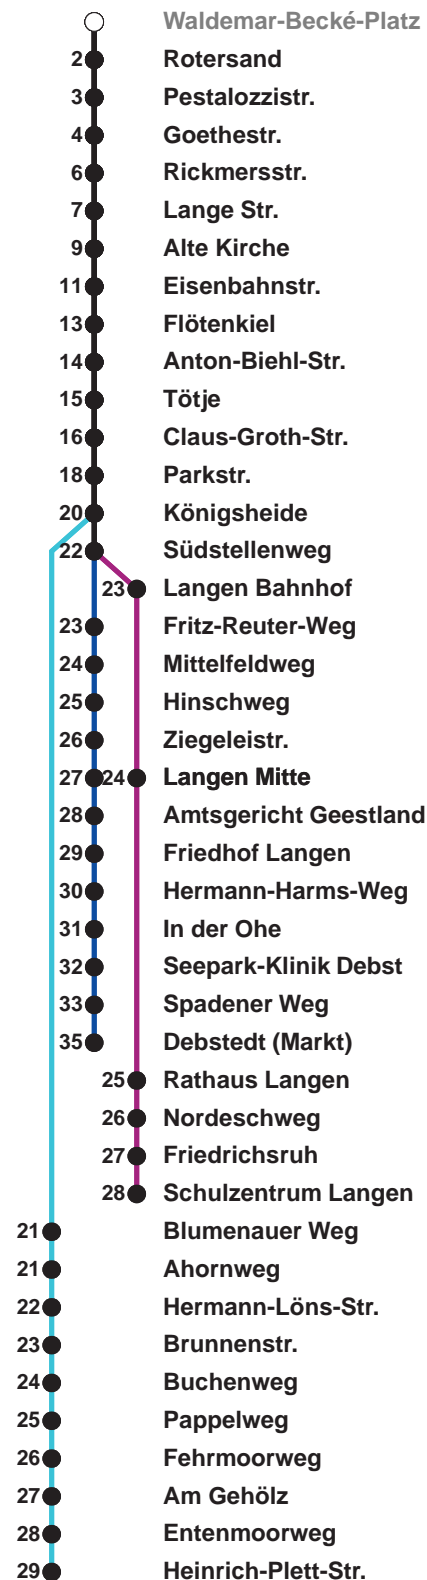 Waldemar-Becké-Platz
2 Rotersand
3 Pestalozzistr.
4 Goethestr.
6 Rickmersstr.
7 Lange Str.
9 Alte Kirche
11 Eisenbahnstr.
13 Flötenkiel
14 Anton-Biehl-Str.
15 Tötje
16 Claus-Groth-Str.
18 Parkstr.
20 Königsheide
22 Südstellenweg
23 Langen Bahnhof
23 Fritz-Reuter-Weg
24 Mittelfeldweg
25 Hinschweg
26 Ziegeleistr.
27 24 Langen Mitte
28 Amtsgericht Geestland
29 Friedhof Langen
30 Hermann-Harms-Weg
31 In der Ohe
32 Seepark-Klinik Debst
33 Spadener Weg
35 Debstedt (Markt)
25 Rathaus Langen
26 Nordeschweg
27 Friedrichsruh
28 Schulzentrum Langen
21 Blumenauer Weg
21 Ahornweg
22 Hermann-Löns-Str.
23 Brunnenstr.
24 Buchenweg
25 Pappelweg
26 Fehrmoorweg
27 Am Gehölz
28 Entenmoorweg
29 Heinrich-Plett-Str.